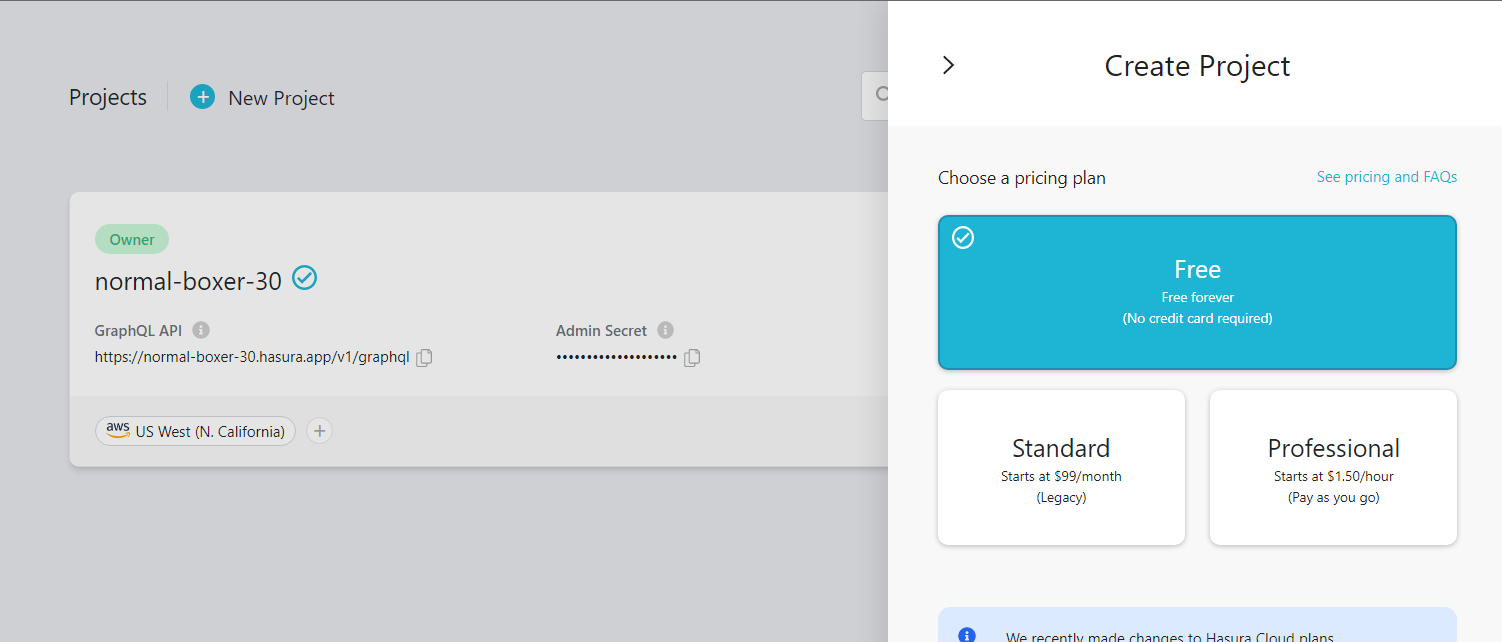 Projects
New Project
Owner
normal-boxer-30
GraphQL API
Admin Secret
https://normal-boxer-30.hasura.app/v1/graphql
•••••••••••••••••••
aws US West (N. California)
Create Project
Choose a pricing plan
See pricing and FAQs
Free
Free forever
(No credit card required)
Standard
Starts at $99/month
(Legacy)
Professional
Starts at $1.50/hour
(Pay as you go)
We recently made changes to Hasura Cloud plans.